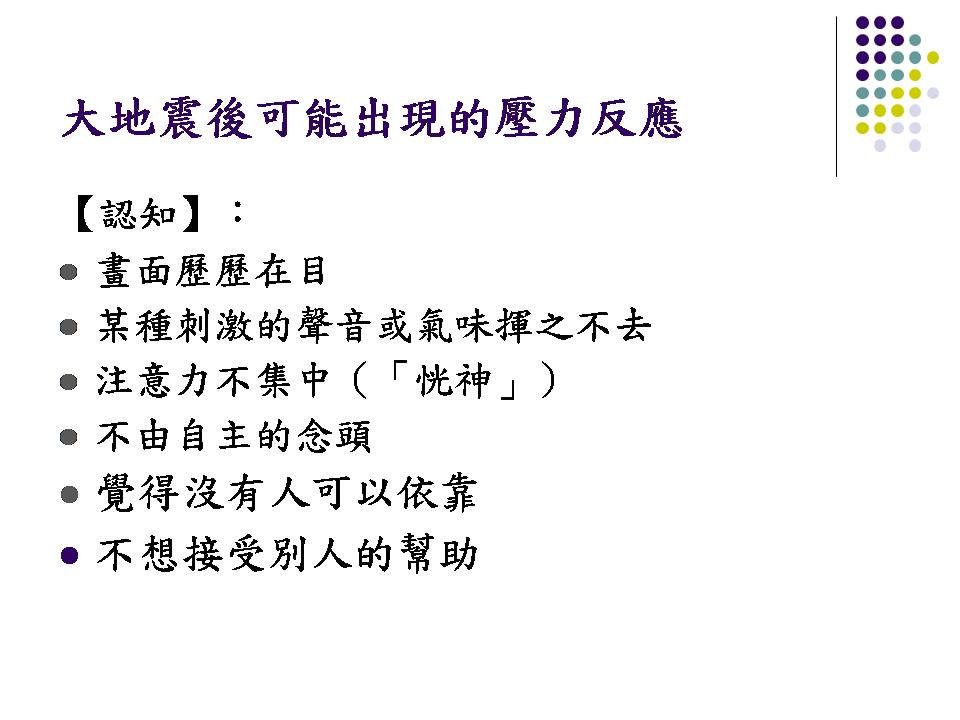 大地震後可能出現的壓力反應
【認知】：
畫面歷歷在目
某種刺激的聲音或氣味揮之不去
注意力不集中（「恍神」）
不由自主的念頭
覺得沒有人可以依靠
不想接受別人的幫助